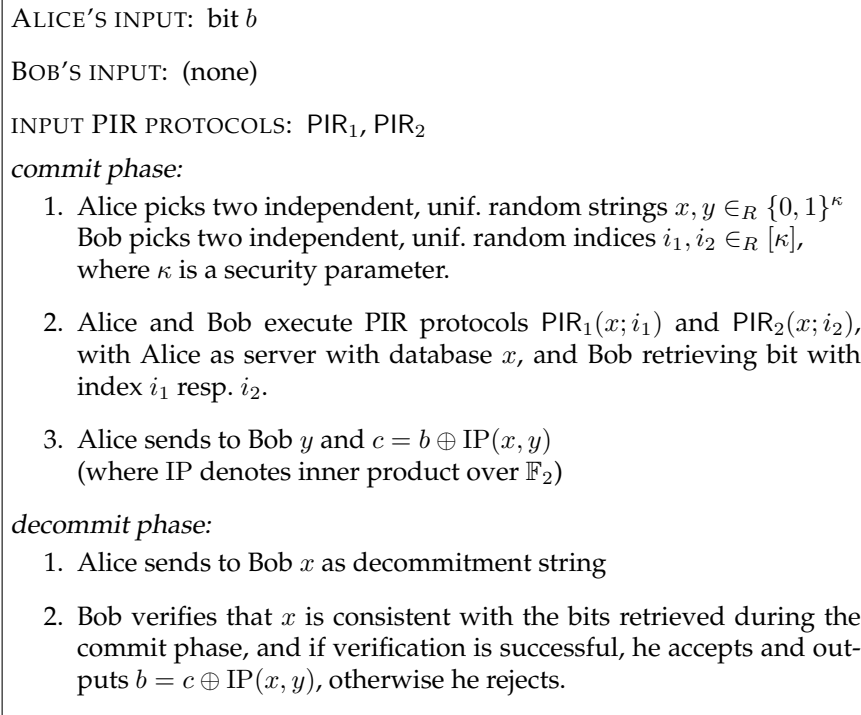 ALICE'S INPUT: bit b
BOB'S INPUT: (none)
INPUT PIR PROTOCOLS: PIR₁, PIR₂
commit phase:
1. Alice picks two independent, unif. random strings x, y ∈_R {0, 1}^κ
Bob picks two independent, unif. random indices i₁, i₂ ∈_R [κ],
where κ is a security parameter.
2. Alice and Bob execute PIR protocols PIR₁(x; i₁) and PIR₂(x; i₂),
with Alice as server with database x, and Bob retrieving bit with
index i₁ resp. i₂.
3. Alice sends to Bob y and c = b ⊕ IP(x, y)
(where IP denotes inner product over 𝔽₂)
decommit phase:
1. Alice sends to Bob x as decommitment string
2. Bob verifies that x is consistent with the bits retrieved during the
commit phase, and if verification is successful, he accepts and out-
puts b = c ⊕ IP(x, y), otherwise he rejects.